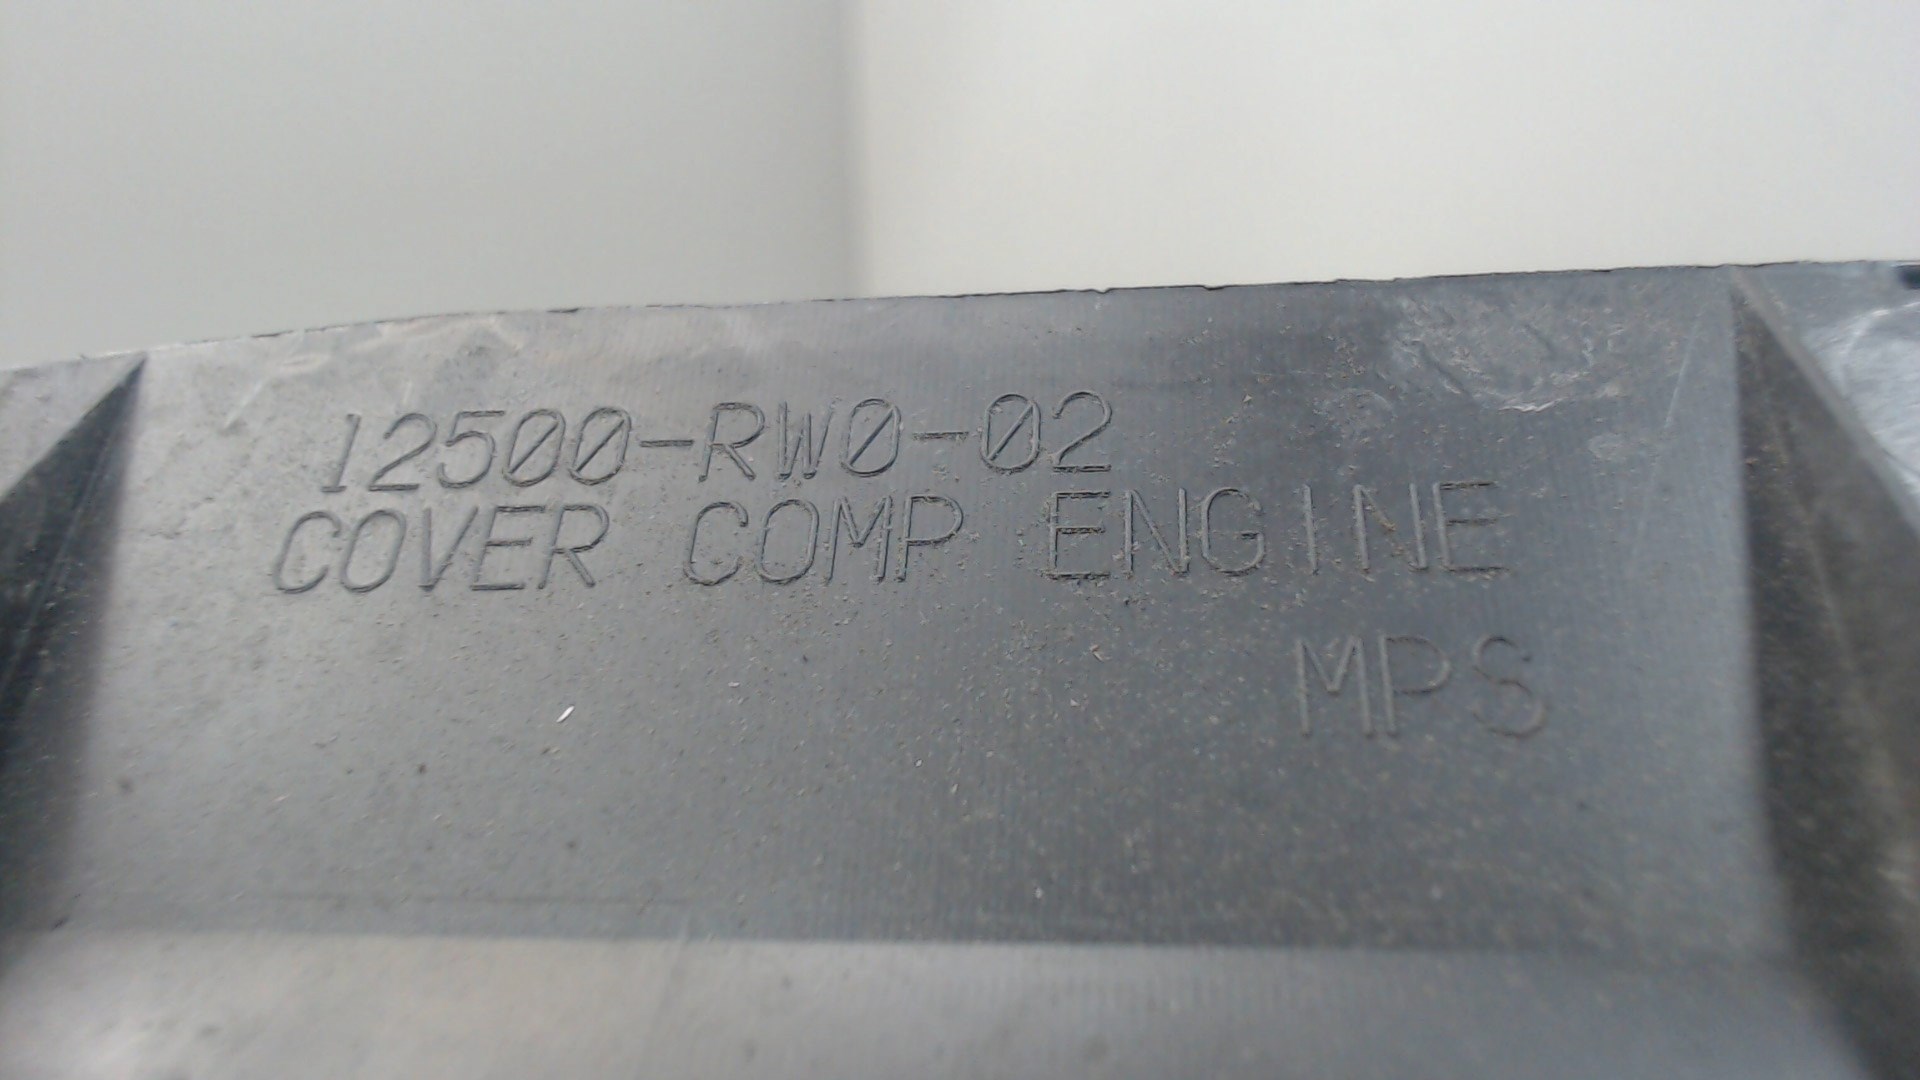 12500-RW0-02
COVER COMP ENGINE
MPS